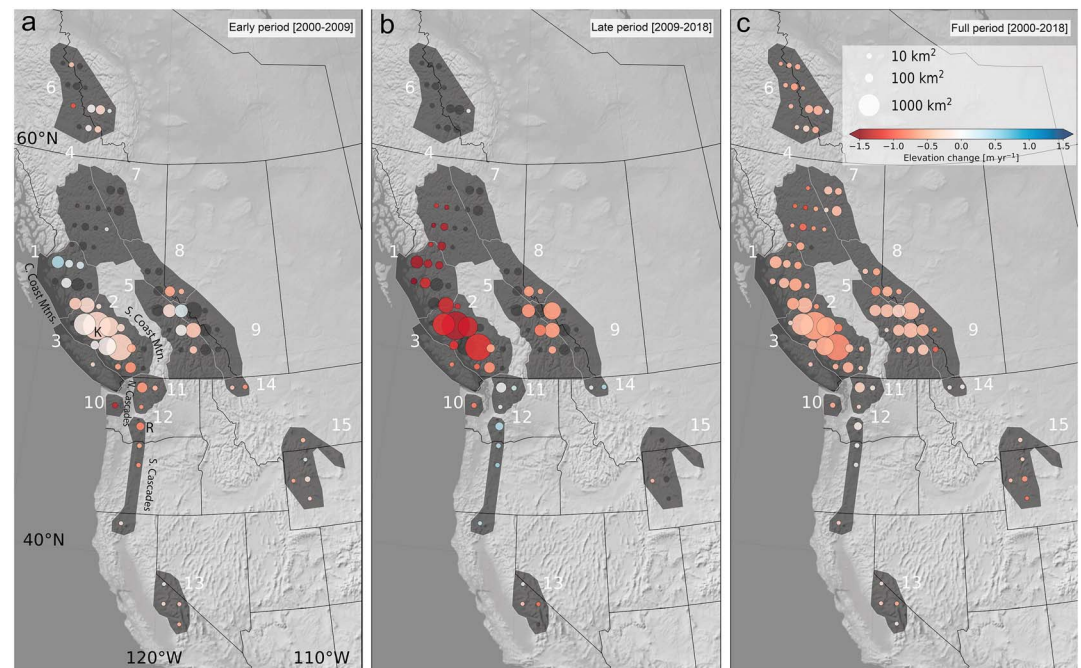 a
Early period [2000-2009]
b
Late period [2009-2018]
c
Full period [2000-2018]
10 km²
100 km²
1000 km²
−1.5 −1.0 −0.5 0.0 0.5 1.0 1.5
Elevation change [m yr⁻¹]
6
60°N
4
7
1
8
C. Coast Mtns.
5
2
S. Coast Mtn.
K
3
9
N. Cascades
11
14
10
12
R
15
S. Cascades
40°N
13
120°W
110°W
6
4
7
1
8
5
2
3
9
11
14
10
12
15
13
6
4
7
1
8
5
2
3
9
11
14
10
12
15
13